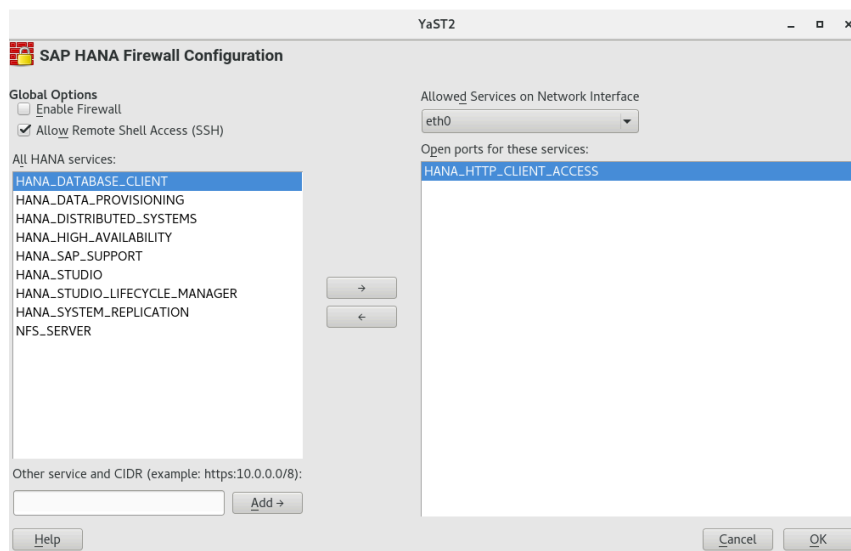 YaST2
SAP HANA Firewall Configuration
Global Options
Enable Firewall
Allow Remote Shell Access (SSH)
All HANA services:
HANA_DATABASE_CLIENT
HANA_DATA_PROVISIONING
HANA_DISTRIBUTED_SYSTEMS
HANA_HIGH_AVAILABILITY
HANA_SAP_SUPPORT
HANA_STUDIO
HANA_STUDIO_LIFECYCLE_MANAGER
HANA_SYSTEM_REPLICATION
NFS_SERVER
Other service and CIDR (example: https:10.0.0.0/8):
Add →
→
←
Allowed Services on Network Interface
eth0
Open ports for these services:
HANA_HTTP_CLIENT_ACCESS
Help
Cancel
OK